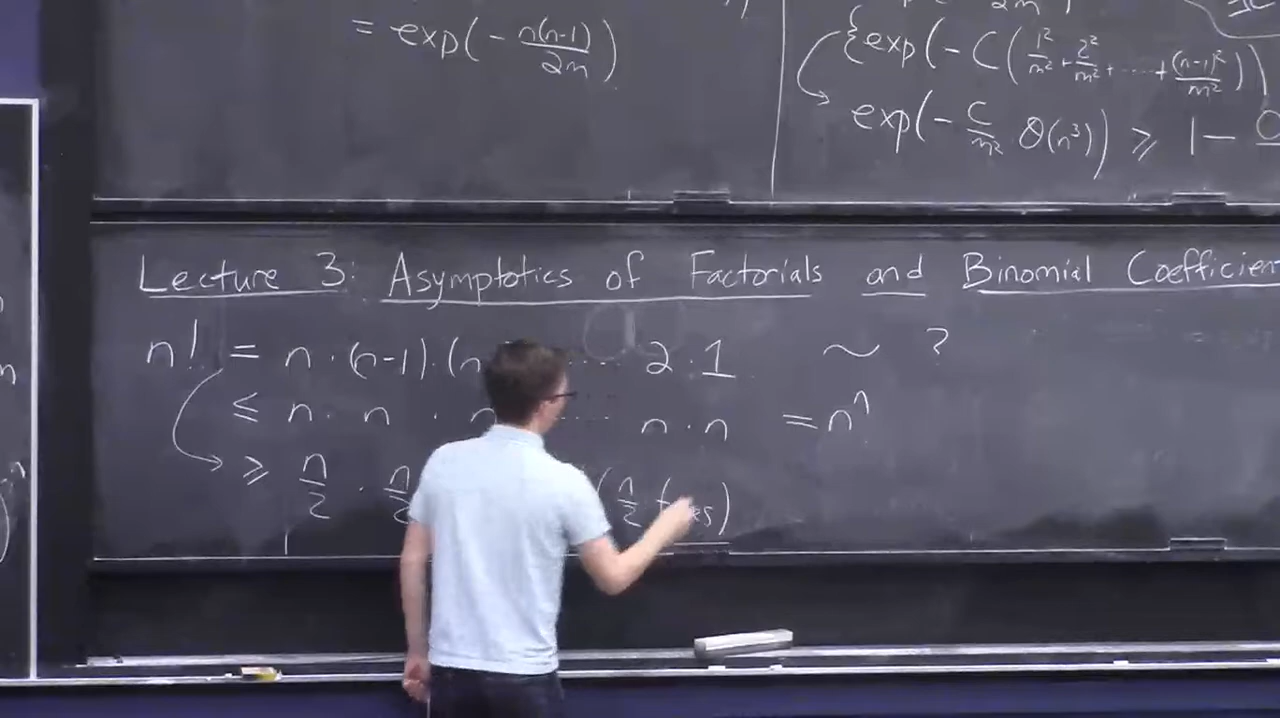 = exp(- n(n-1)/2m)
{exp(- C(1²/m² + 2²/m² + ... + (n-1)²/m²))
exp(- C/m² Θ(n³)) ≥ 1 -
Lecture 3: Asymptotics of Factorials and Binomial Coefficien
n! = n · (n-1) · (n ... 2 · 1 ~ ?
≤ n · n · n ... n · n = nⁿ
≥ n/2 · n/2 (n/2 times)